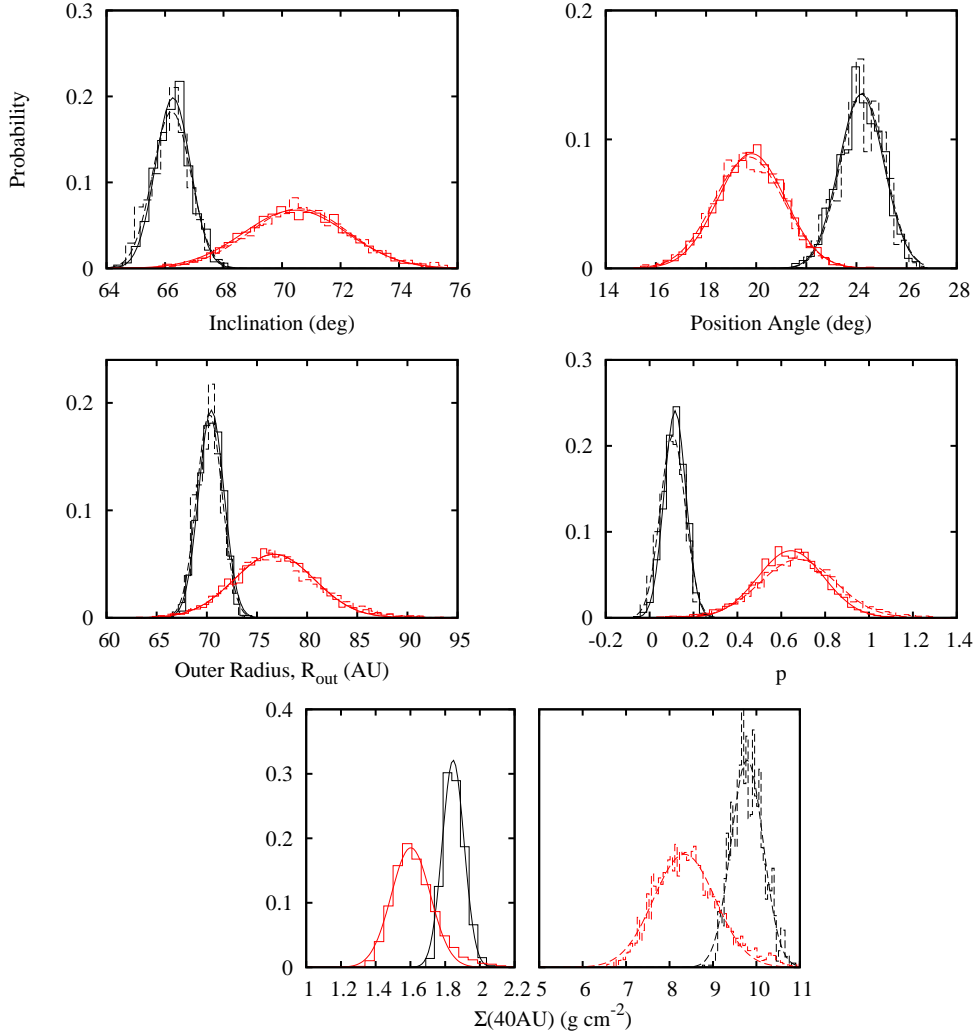 0.3
0.2
0.1
0
Probability
64 66 68 70 72 74 76
Inclination (deg)
0.2
0.1
0
14 16 18 20 22 24 26 28
Position Angle (deg)
0.2
0.1
0
60 65 70 75 80 85 90 95
Outer Radius, R_out (AU)
0.3
0.2
0.1
0
-0.2 0 0.2 0.4 0.6 0.8 1 1.2 1.4
p
0.4
0.3
0.2
0.1
0
1 1.2 1.4 1.6 1.8 2 2.2
5 6 7 8 9 10 11
Σ(40AU) (g cm⁻²)